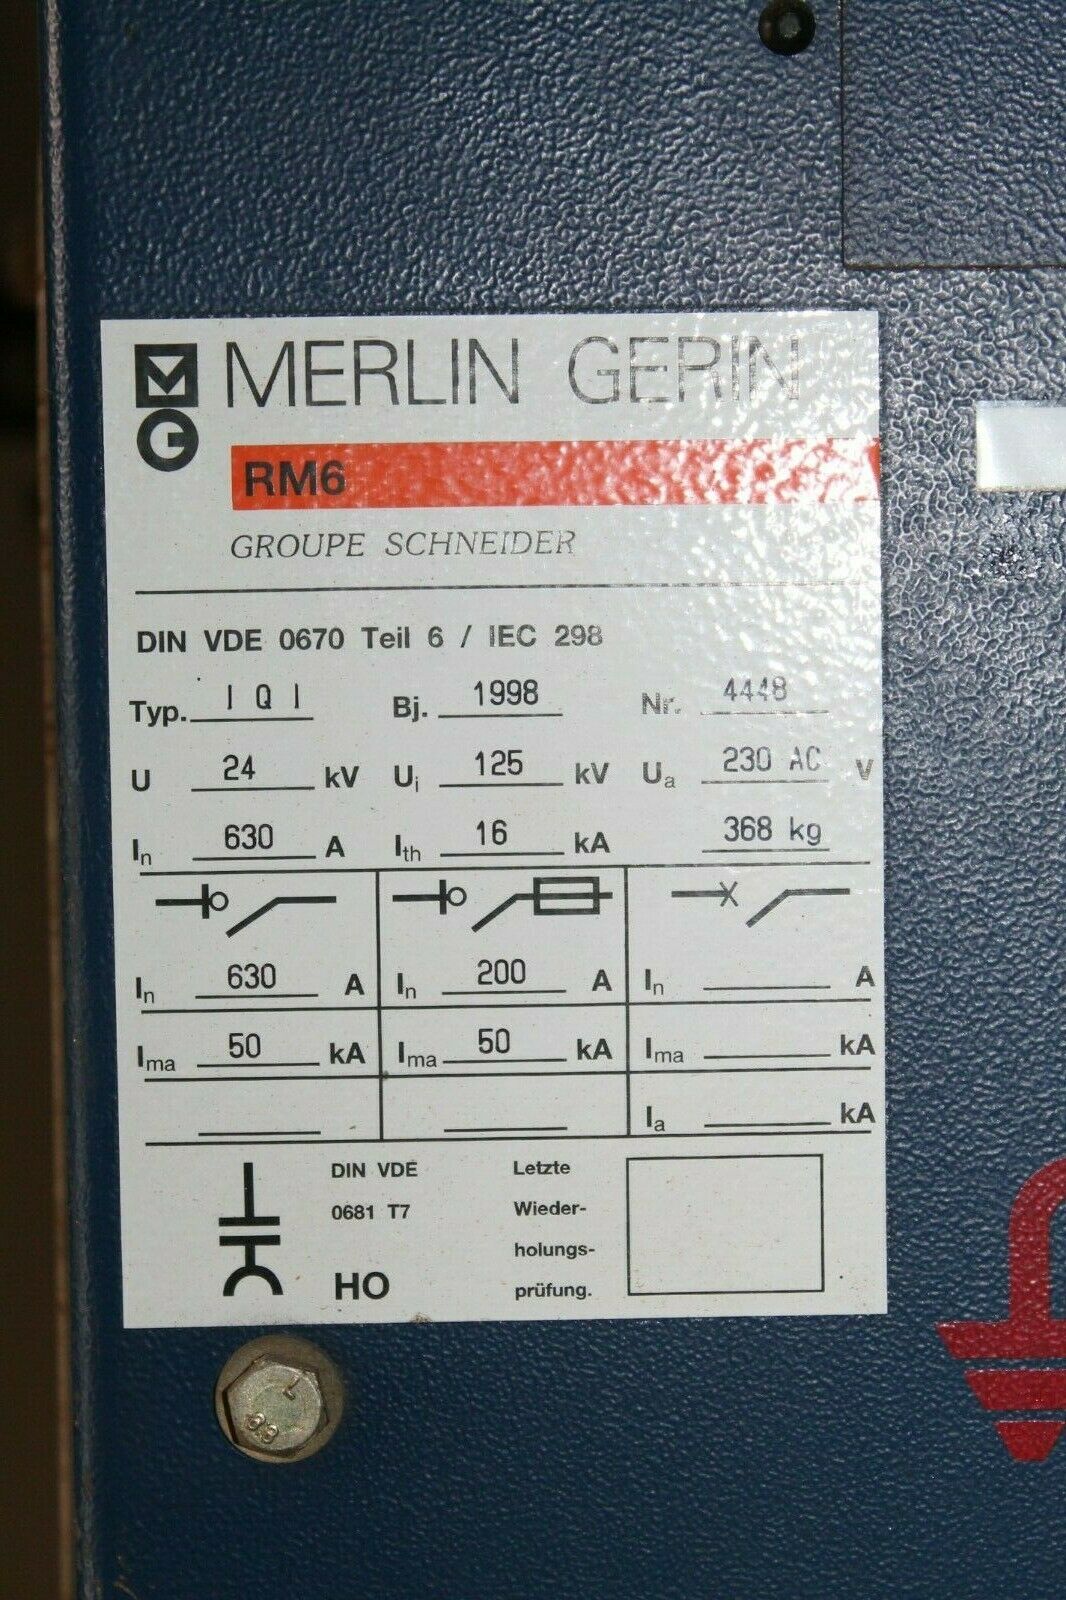 MERLIN GERIN
RM6
GROUPE SCHNEIDER
DIN VDE 0670 Teil 6 / IEC 298
Typ. IQI Bj. 1998 Nr. 4448
U 24 kV Ui 125 kV Ua 230 AC V
In 630 A Ith 16 kA 368 kg
In 630 A In 200 A In A
Ima 50 kA Ima 50 kA Ima kA
Ia kA
DIN VDE Letzte
0681 T7 Wieder-
holungs-
HO prüfung.
8.8